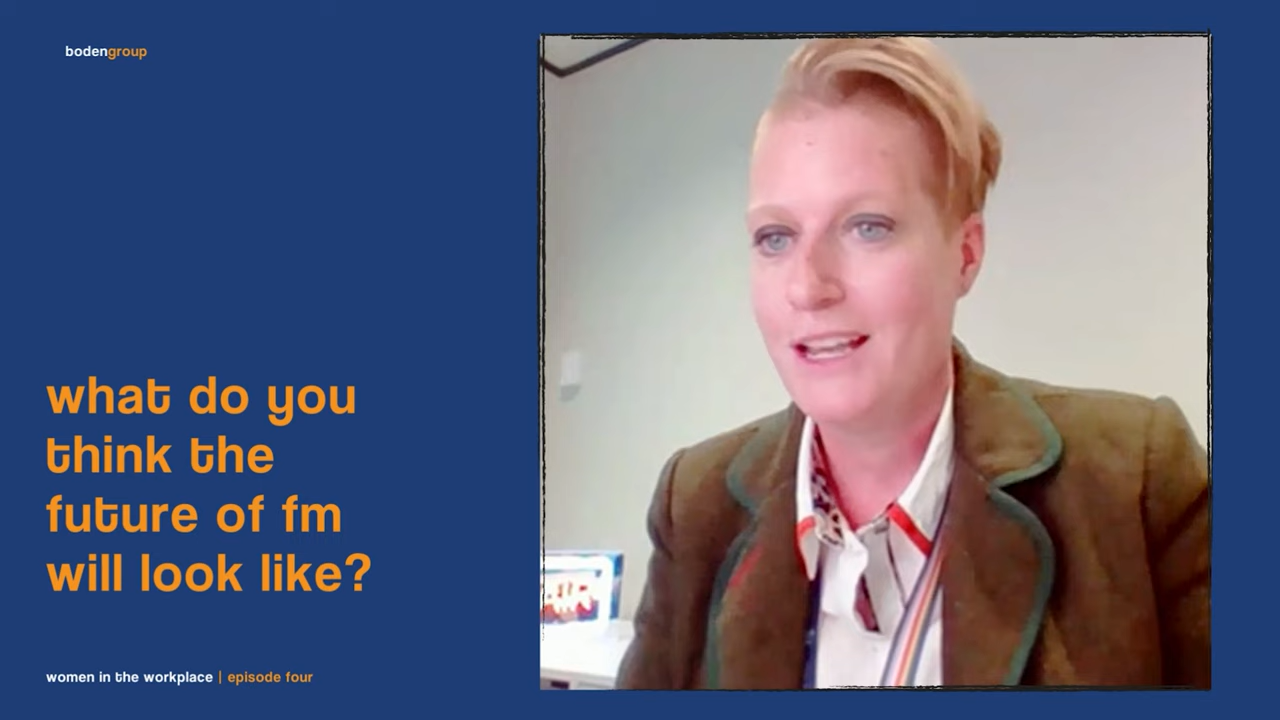 bodengroup
what do you
think the
future of fm
will look like?
women in the workplace | episode four